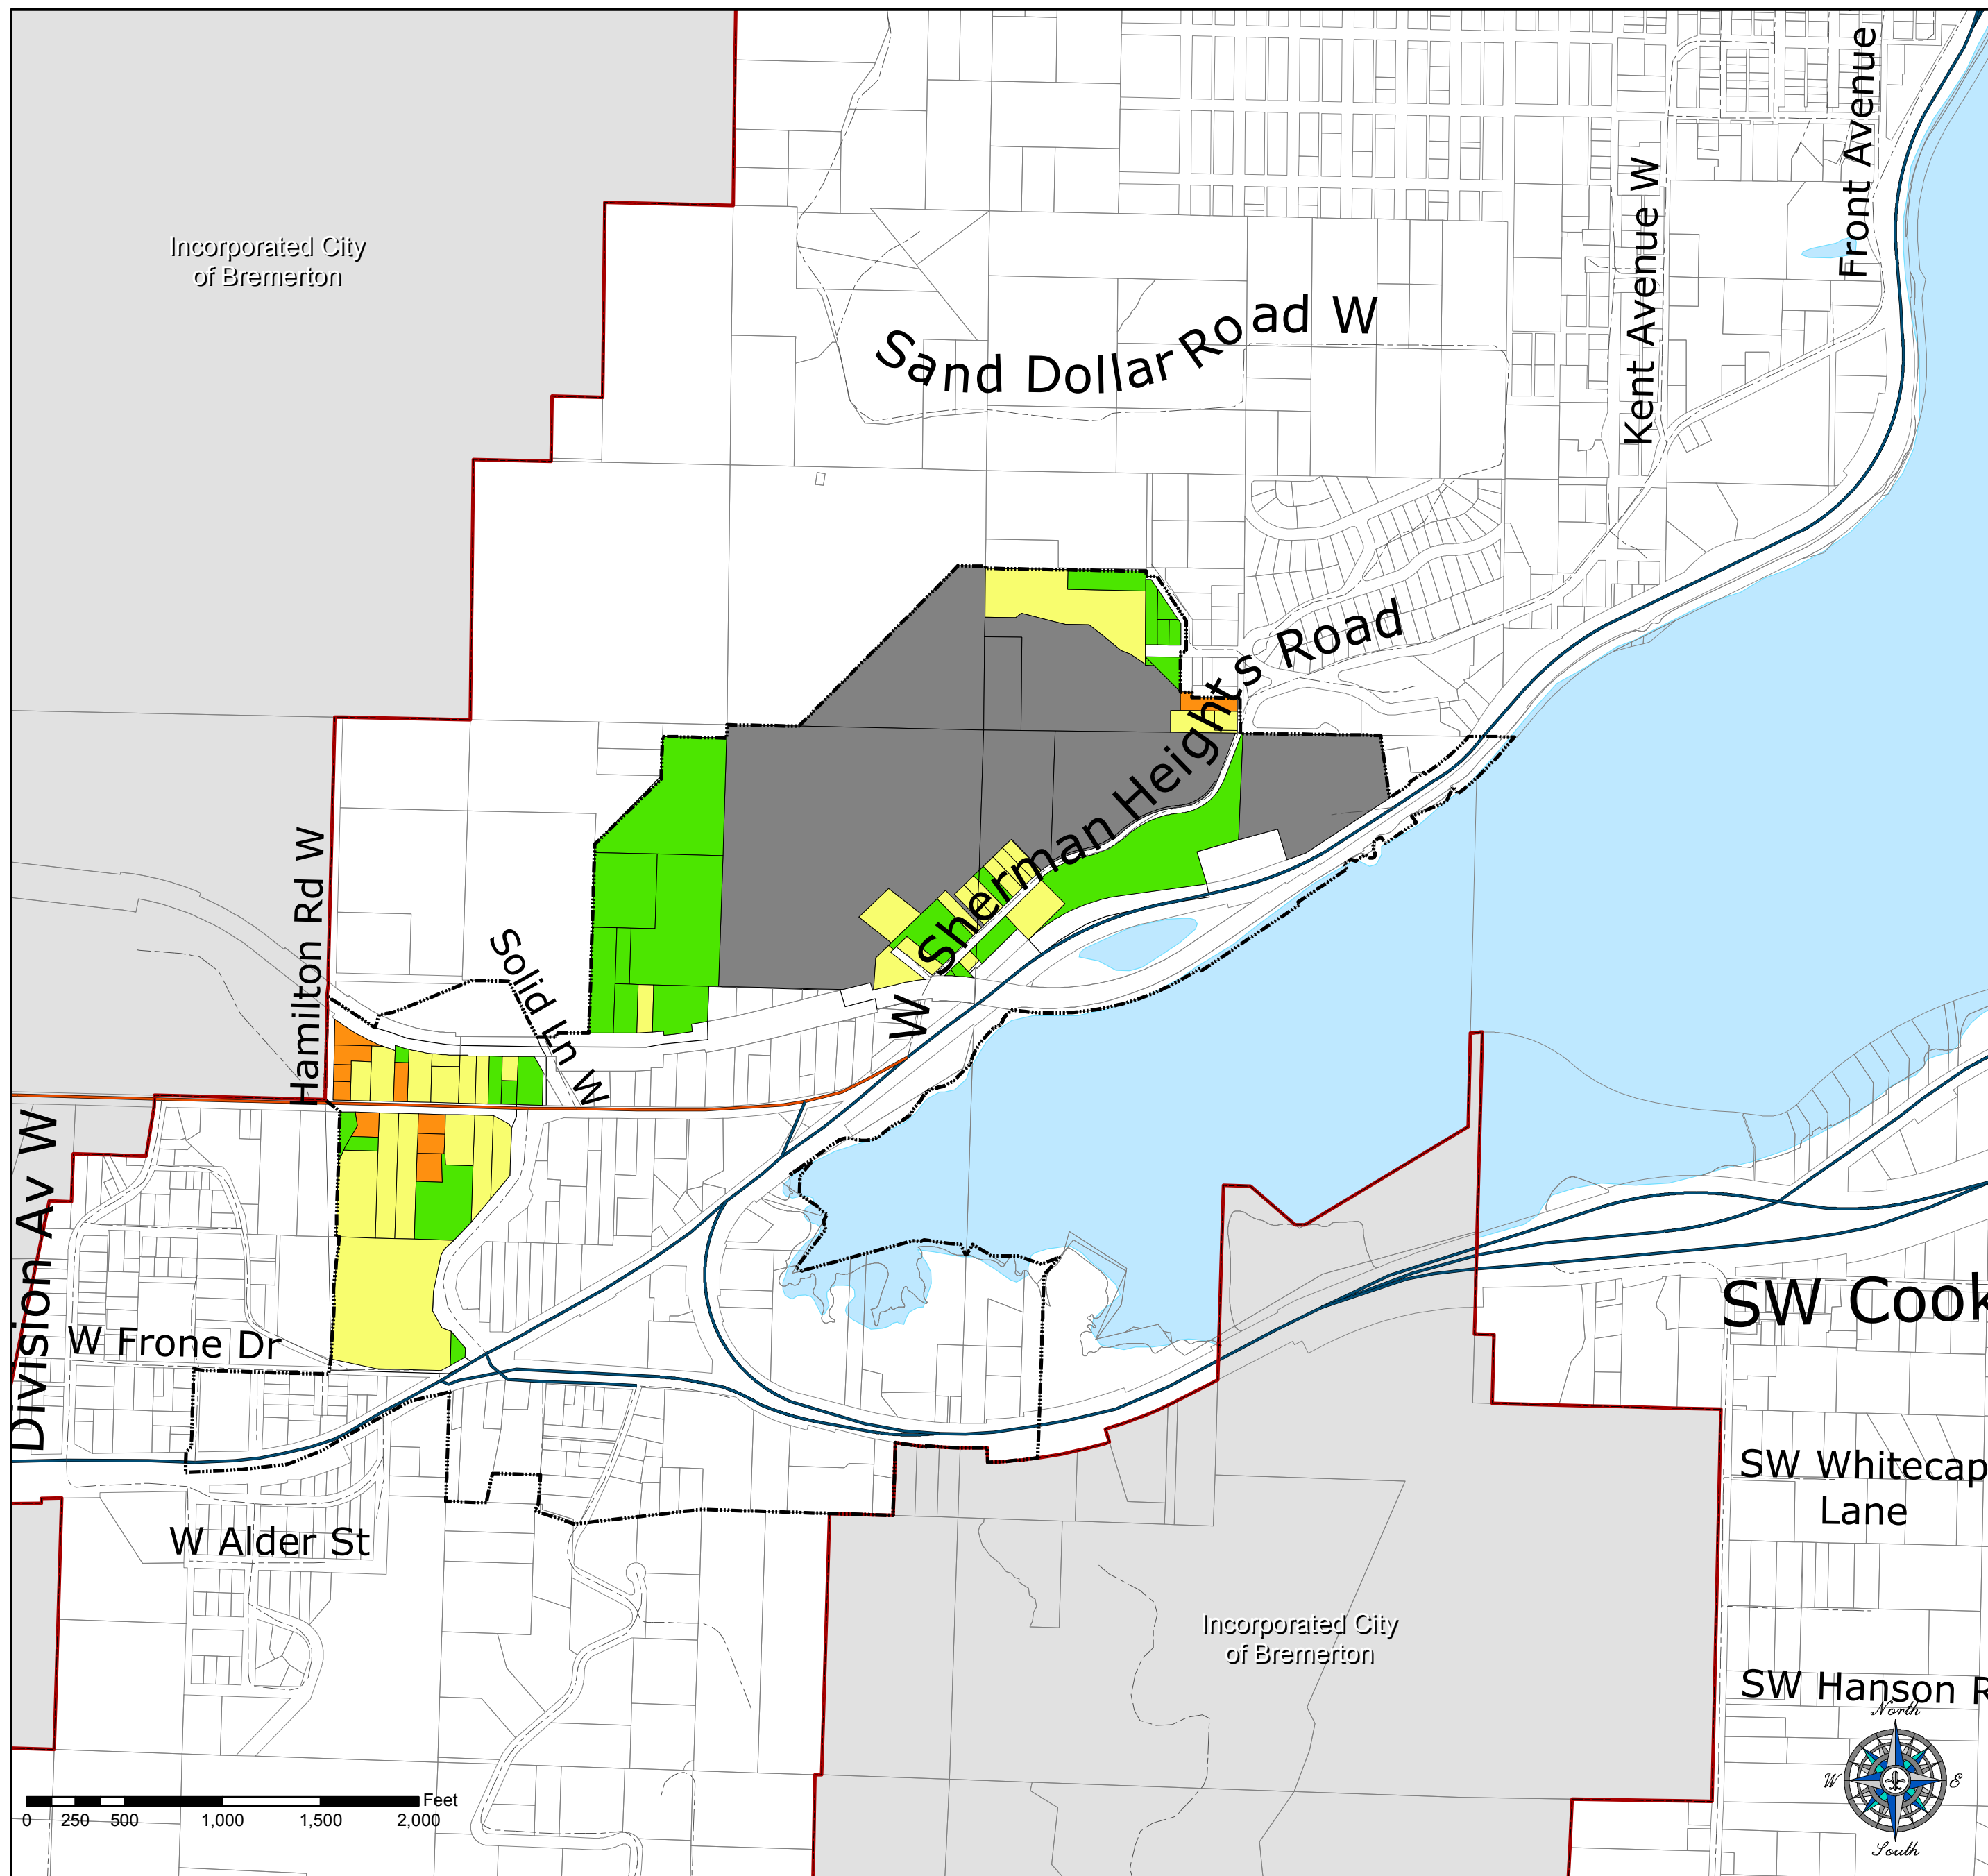 Front Avenue
Kent Avenue W
Incorporated City
of Bremerton
Sand Dollar Road W
W Sherman Heights Road
Hamilton Rd W
Solid ln W
Division Av W
W Frone Dr
SW Cook
SW Whitecap
Lane
W Alder St
Incorporated City
of Bremerton
SW Hanson R
North
W E
South
Feet
0 250 500 1,000 1,500 2,000